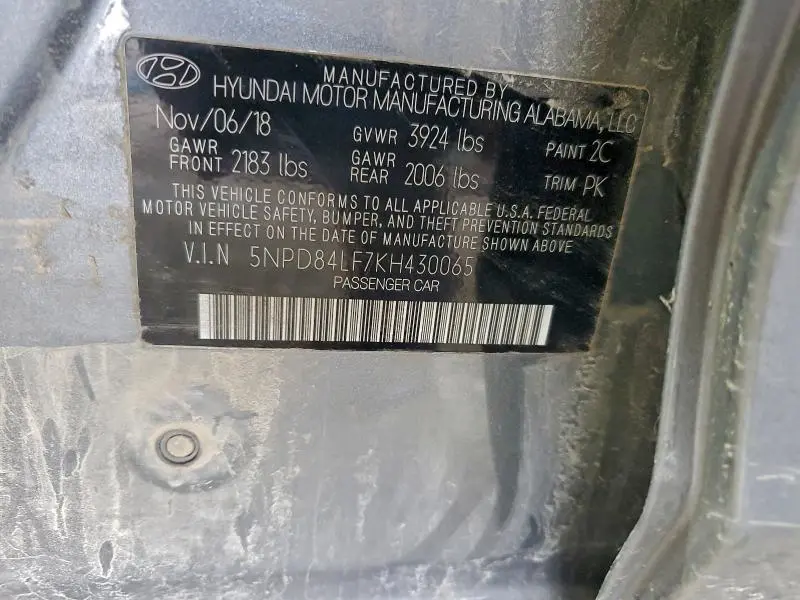 MANUFACTURED BY
HYUNDAI MOTOR MANUFACTURING ALABAMA, LLC
Nov/06/18 GVWR 3924 lbs PAINT 2C
GAWR FRONT 2183 lbs GAWR REAR 2006 lbs TRIM PK
THIS VEHICLE CONFORMS TO ALL APPLICABLE U.S.A. FEDERAL
MOTOR VEHICLE SAFETY, BUMPER, AND THEFT PREVENTION STANDARDS
IN EFFECT ON THE DATE OF MANUFACTURE SHOWN ABOVE
V.I.N 5NPD84LF7KH430065
PASSENGER CAR